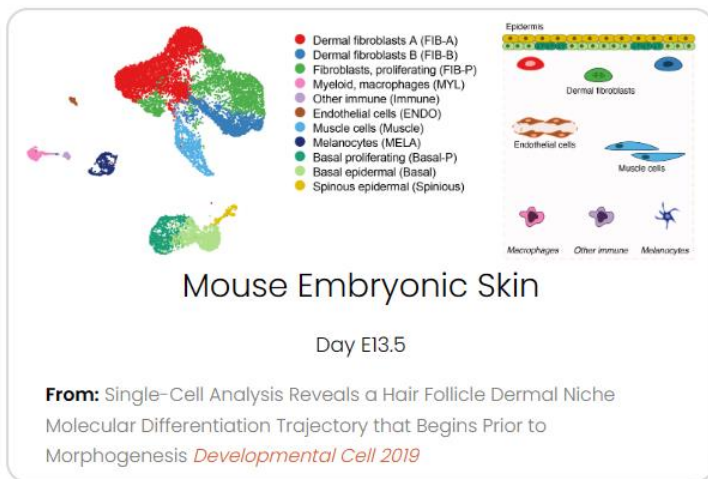 Dermal fibroblasts A (FIB-A)
Dermal fibroblasts B (FIB-B)
Fibroblasts, proliferating (FIB-P)
Myeloid, macrophages (MYL)
Other immune (Immune)
Endothelial cells (ENDO)
Muscle cells (Muscle)
Melanocytes (MELA)
Basal proliferating (Basal-P)
Basal epidermal (Basal)
Spinous epidermal (Spinious)
Epidermis
Dermal fibroblasts
Endothelial cells
Muscle cells
Macrophages Other immune Melanocytes
Mouse Embryonic Skin
Day E13.5
From: Single-Cell Analysis Reveals a Hair Follicle Dermal Niche
Molecular Differentiation Trajectory that Begins Prior to
Morphogenesis Developmental Cell 2019